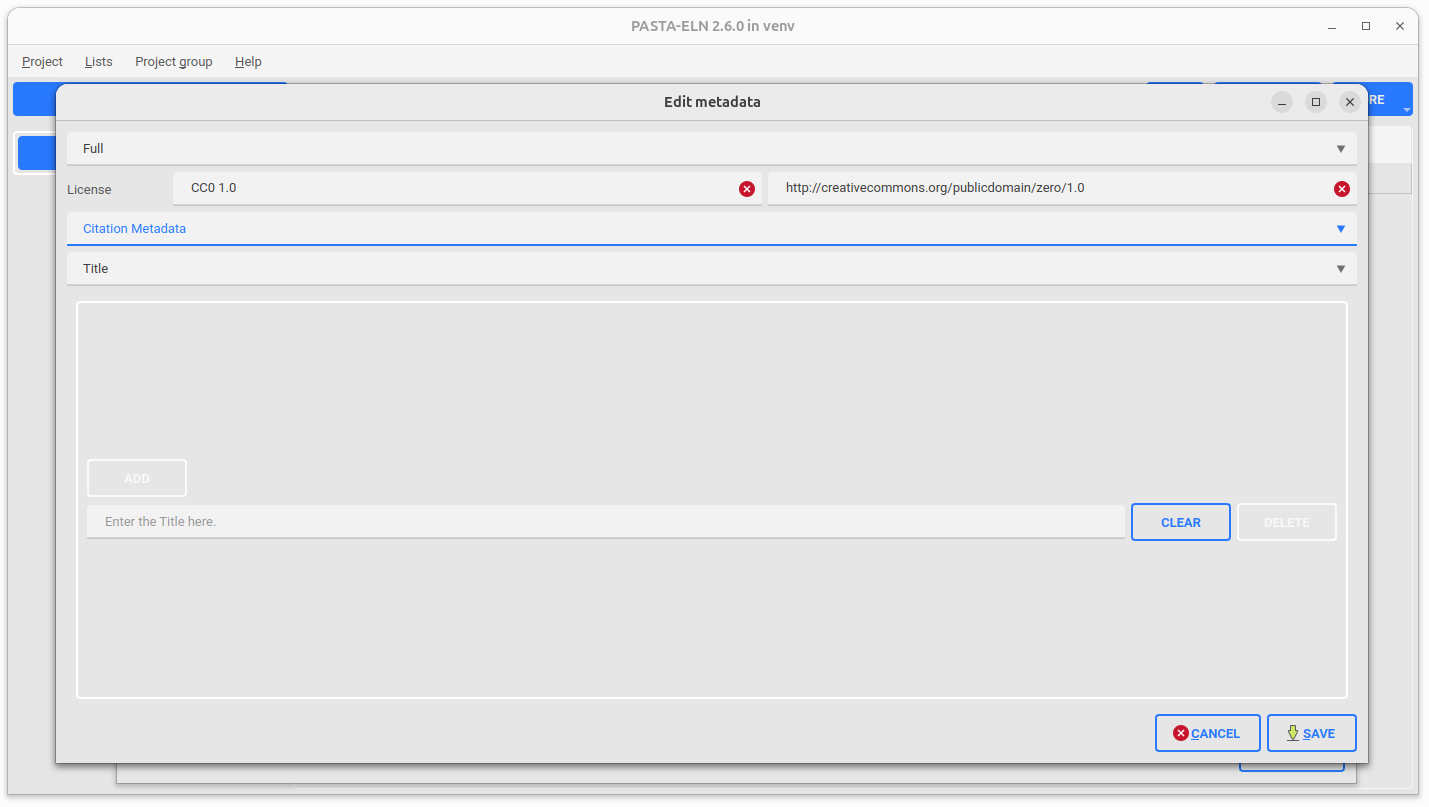 PASTA-ELN 2.6.0 in venv
Project Lists Project group Help
RE
Edit metadata
Full
License CC0 1.0 http://creativecommons.org/publicdomain/zero/1.0
Citation Metadata
Title
ADD
Enter the Title here. CLEAR DELETE
CANCEL SAVE